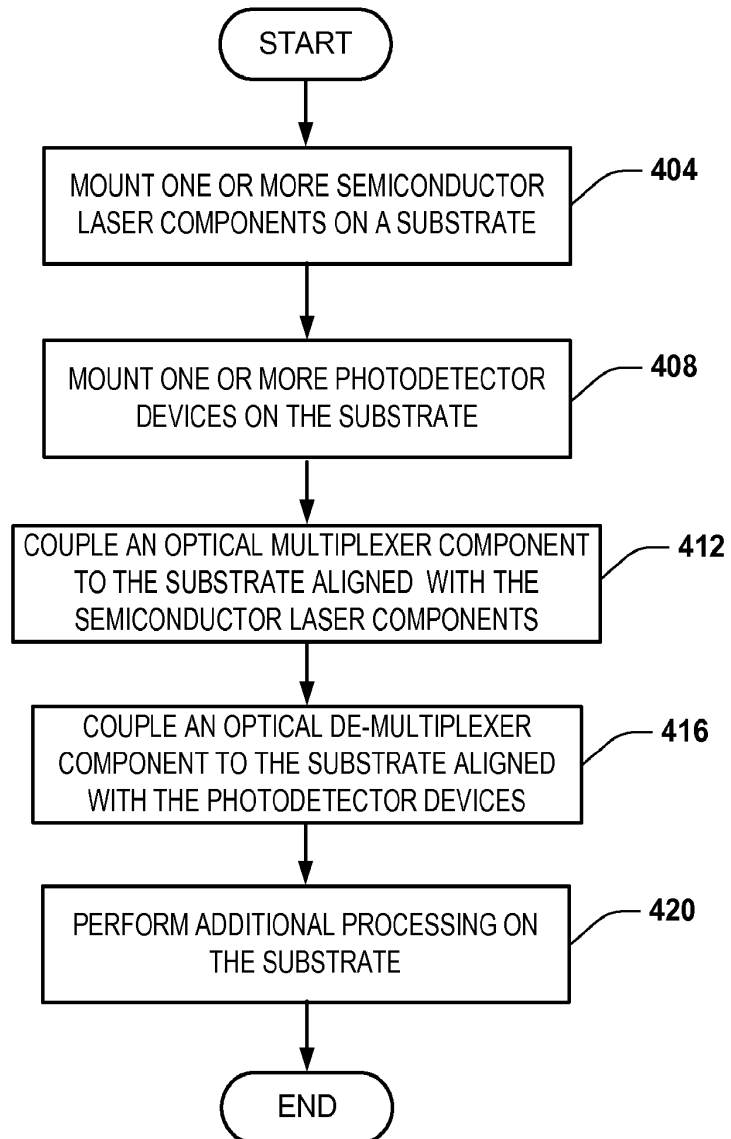 START
MOUNT ONE OR MORE SEMICONDUCTOR
LASER COMPONENTS ON A SUBSTRATE
404
MOUNT ONE OR MORE PHOTODETECTOR
DEVICES ON THE SUBSTRATE
408
COUPLE AN OPTICAL MULTIPLEXER COMPONENT
TO THE SUBSTRATE ALIGNED WITH THE
SEMICONDUCTOR LASER COMPONENTS
412
COUPLE AN OPTICAL DE-MULTIPLEXER
COMPONENT TO THE SUBSTRATE ALIGNED
WITH THE PHOTODETECTOR DEVICES
416
PERFORM ADDITIONAL PROCESSING ON
THE SUBSTRATE
420
END